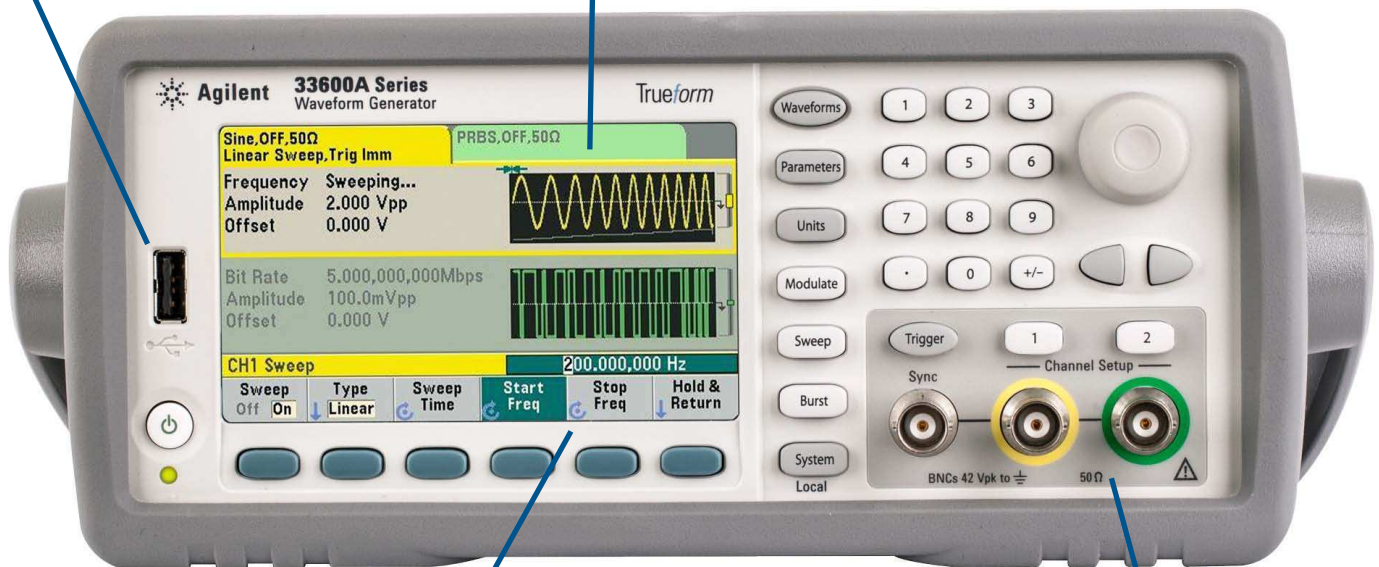 Agilent 33600A Series
Waveform Generator
Trueform
Sine,OFF,50Ω
Linear Sweep,Trig Imm
PRBS,OFF,50Ω
Frequency Sweeping...
Amplitude 2.000 Vpp
Offset 0.000 V
Bit Rate 5.000,000,000Mbps
Amplitude 100.0mVpp
Offset 0.000 V
CH1 Sweep 200.000,000 Hz
Sweep
Off On
Type
Linear
Sweep
Time
Start
Freq
Stop
Freq
Hold &
Return
Waveforms
Parameters
Units
Modulate
Sweep
Burst
System
Local
1 2 3
4 5 6
7 8 9
. 0 +/-
Trigger 1 2
Channel Setup
Sync
BNCs 42 Vpk to ⏚ 50 Ω